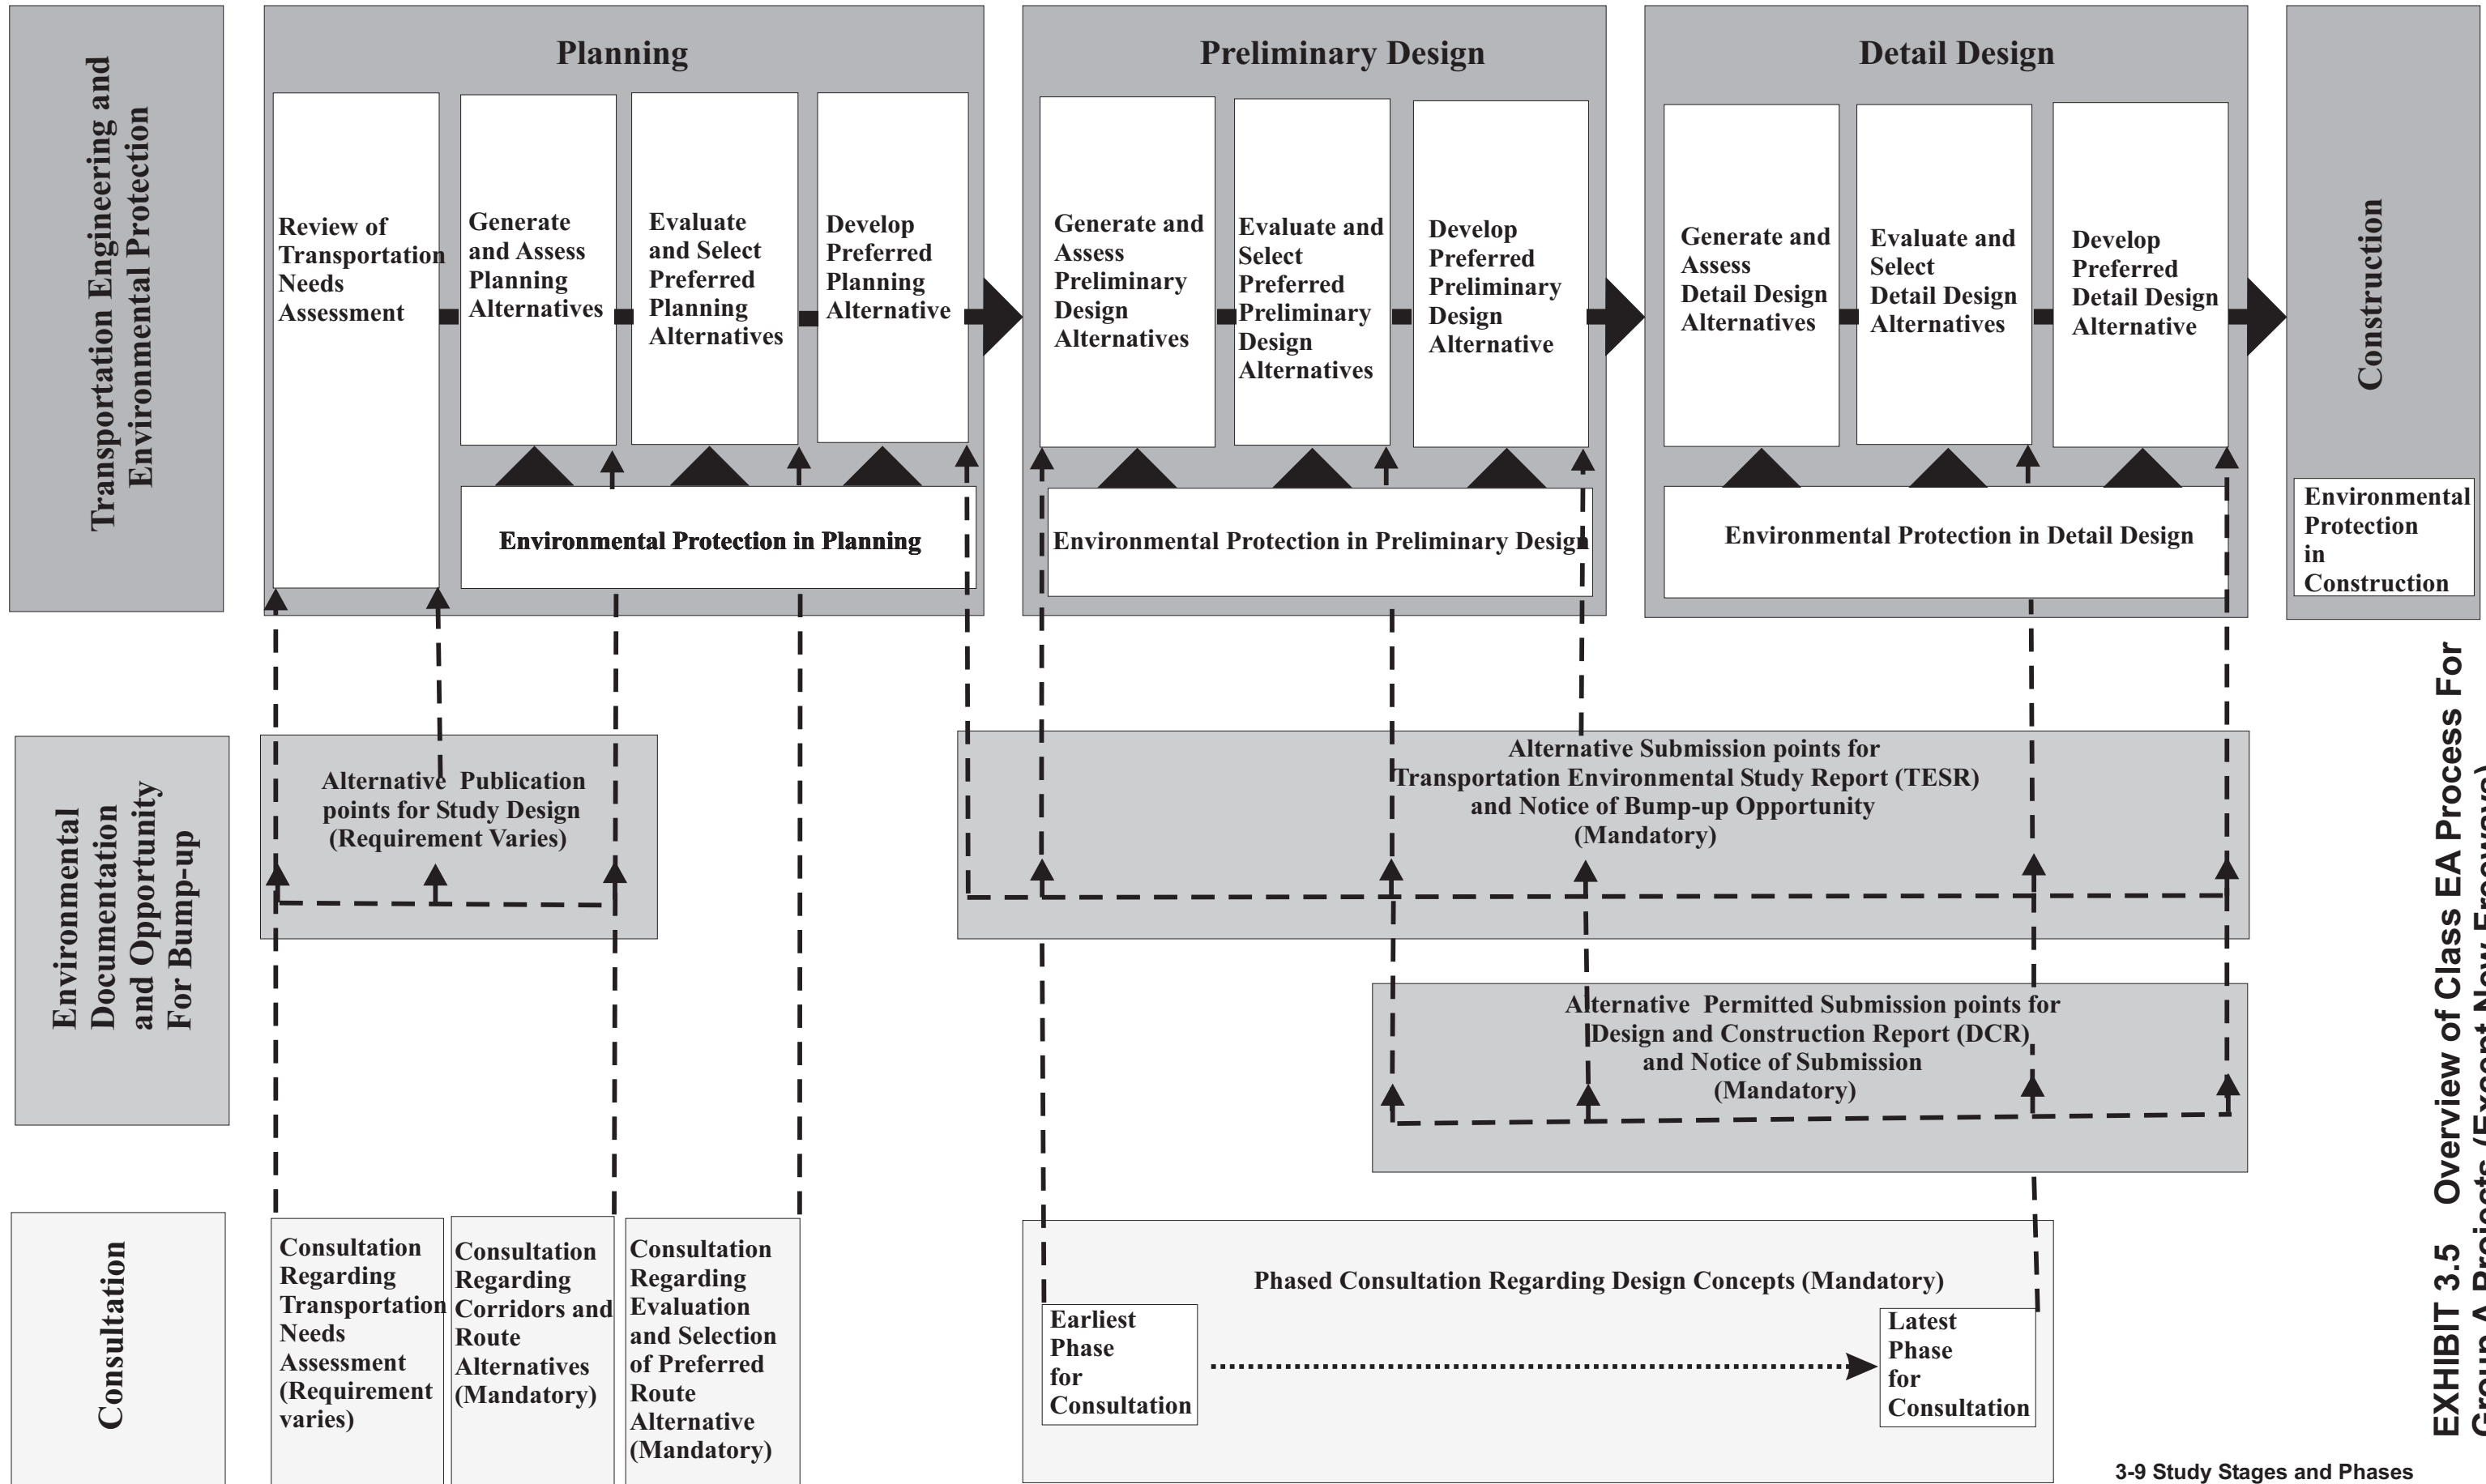 Transportation Engineering and
Environmental Protection
Planning
Review of
Transportation
Needs
Assessment
Generate
and Assess
Planning
Alternatives
Evaluate
and Select
Preferred
Planning
Alternatives
Develop
Preferred
Planning
Alternative
Environmental Protection in Planning
Preliminary Design
Generate and
Assess
Preliminary
Design
Alternatives
Evaluate and
Select
Preferred
Preliminary
Design
Alternatives
Develop
Preferred
Preliminary
Design
Alternative
Environmental Protection in Preliminary Design
Detail Design
Generate and
Assess
Detail Design
Alternatives
Evaluate and
Select
Detail Design
Alternatives
Develop
Preferred
Detail Design
Alternative
Environmental Protection in Detail Design
Construction
Environmental
Protection
in
Construction
Environmental
Documentation
and Opportunity
For Bump-up
Alternative Publication
points for Study Design
(Requirement Varies)
Alternative Submission points for
Transportation Environmental Study Report (TESR)
and Notice of Bump-up Opportunity
(Mandatory)
Alternative Permitted Submission points for
Design and Construction Report (DCR)
and Notice of Submission
(Mandatory)
Consultation
Consultation
Regarding
Transportation
Needs
Assessment
(Requirement
varies)
Consultation
Regarding
Corridors and
Route
Alternatives
(Mandatory)
Consultation
Regarding
Evaluation
and Selection
of Preferred
Route
Alternative
(Mandatory)
Phased Consultation Regarding Design Concepts (Mandatory)
Earliest
Phase
for
Consultation
Latest
Phase
for
Consultation
EXHIBIT 3.5 Overview of Class EA Process For
Group A Projects (Except New Freeways)
3-9 Study Stages and Phases